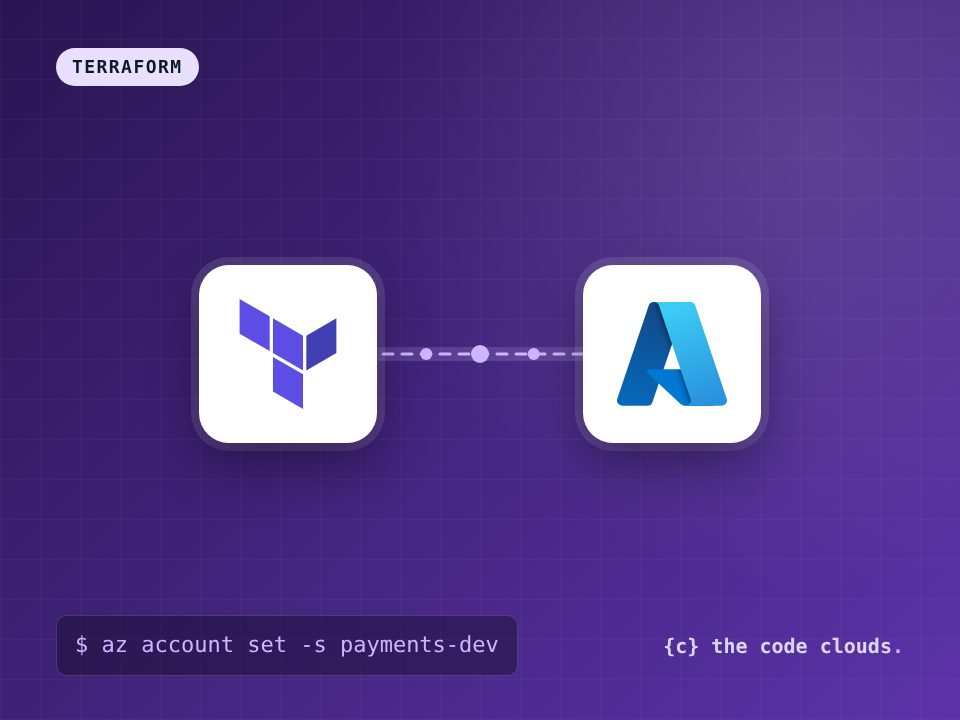 TERRAFORM
$ az account set -s payments-dev
{c} the code clouds.